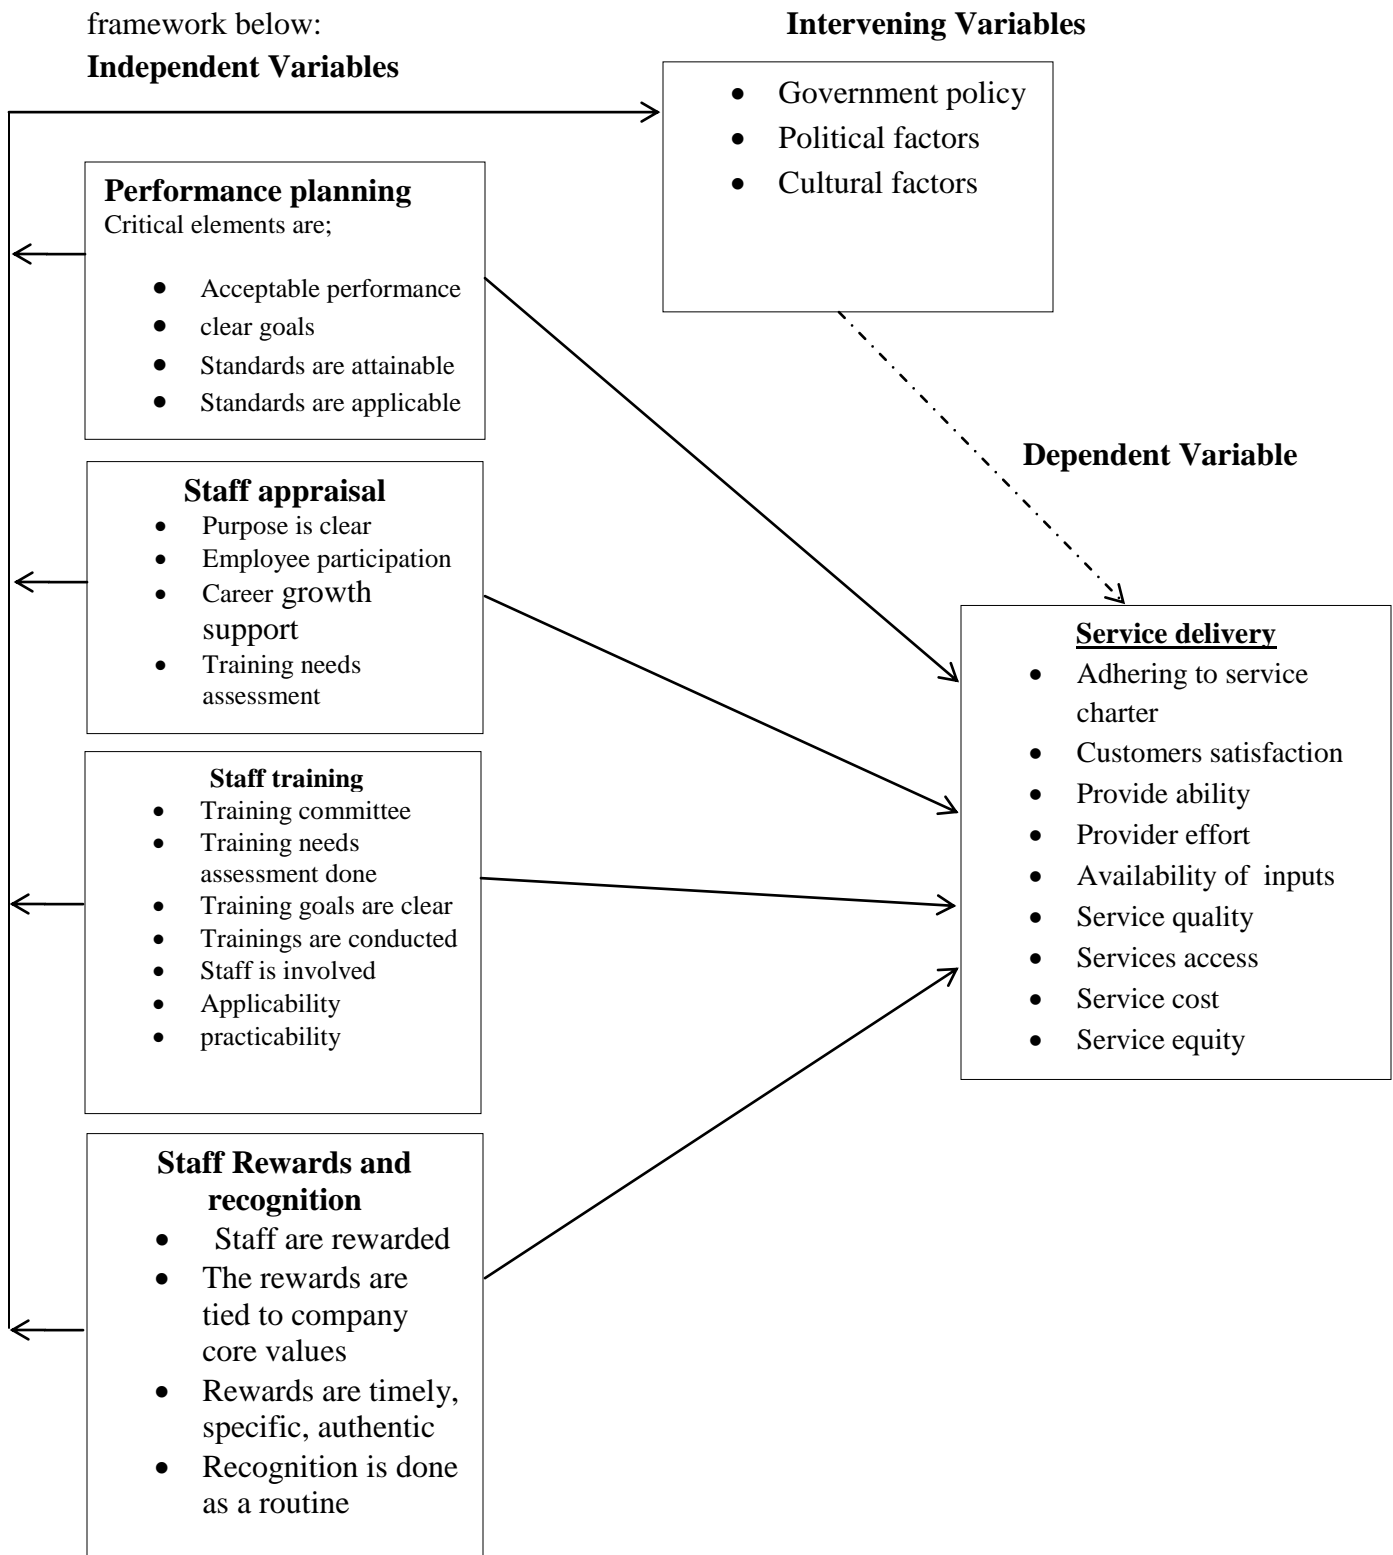 framework below:
Independent Variables
Intervening Variables
• Government policy
• Political factors
• Cultural factors
Performance planning
Critical elements are;
• Acceptable performance
• clear goals
• Standards are attainable
• Standards are applicable
Staff appraisal
• Purpose is clear
• Employee participation
• Career growth
support
• Training needs
assessment
Staff training
• Training committee
• Training needs
assessment done
• Training goals are clear
• Trainings are conducted
• Staff is involved
• Applicability
• practicability
Staff Rewards and
recognition
• Staff are rewarded
• The rewards are
tied to company
core values
• Rewards are timely,
specific, authentic
• Recognition is done
as a routine
Dependent Variable
Service delivery
• Adhering to service
charter
• Customers satisfaction
• Provide ability
• Provider effort
• Availability of inputs
• Service quality
• Services access
• Service cost
• Service equity